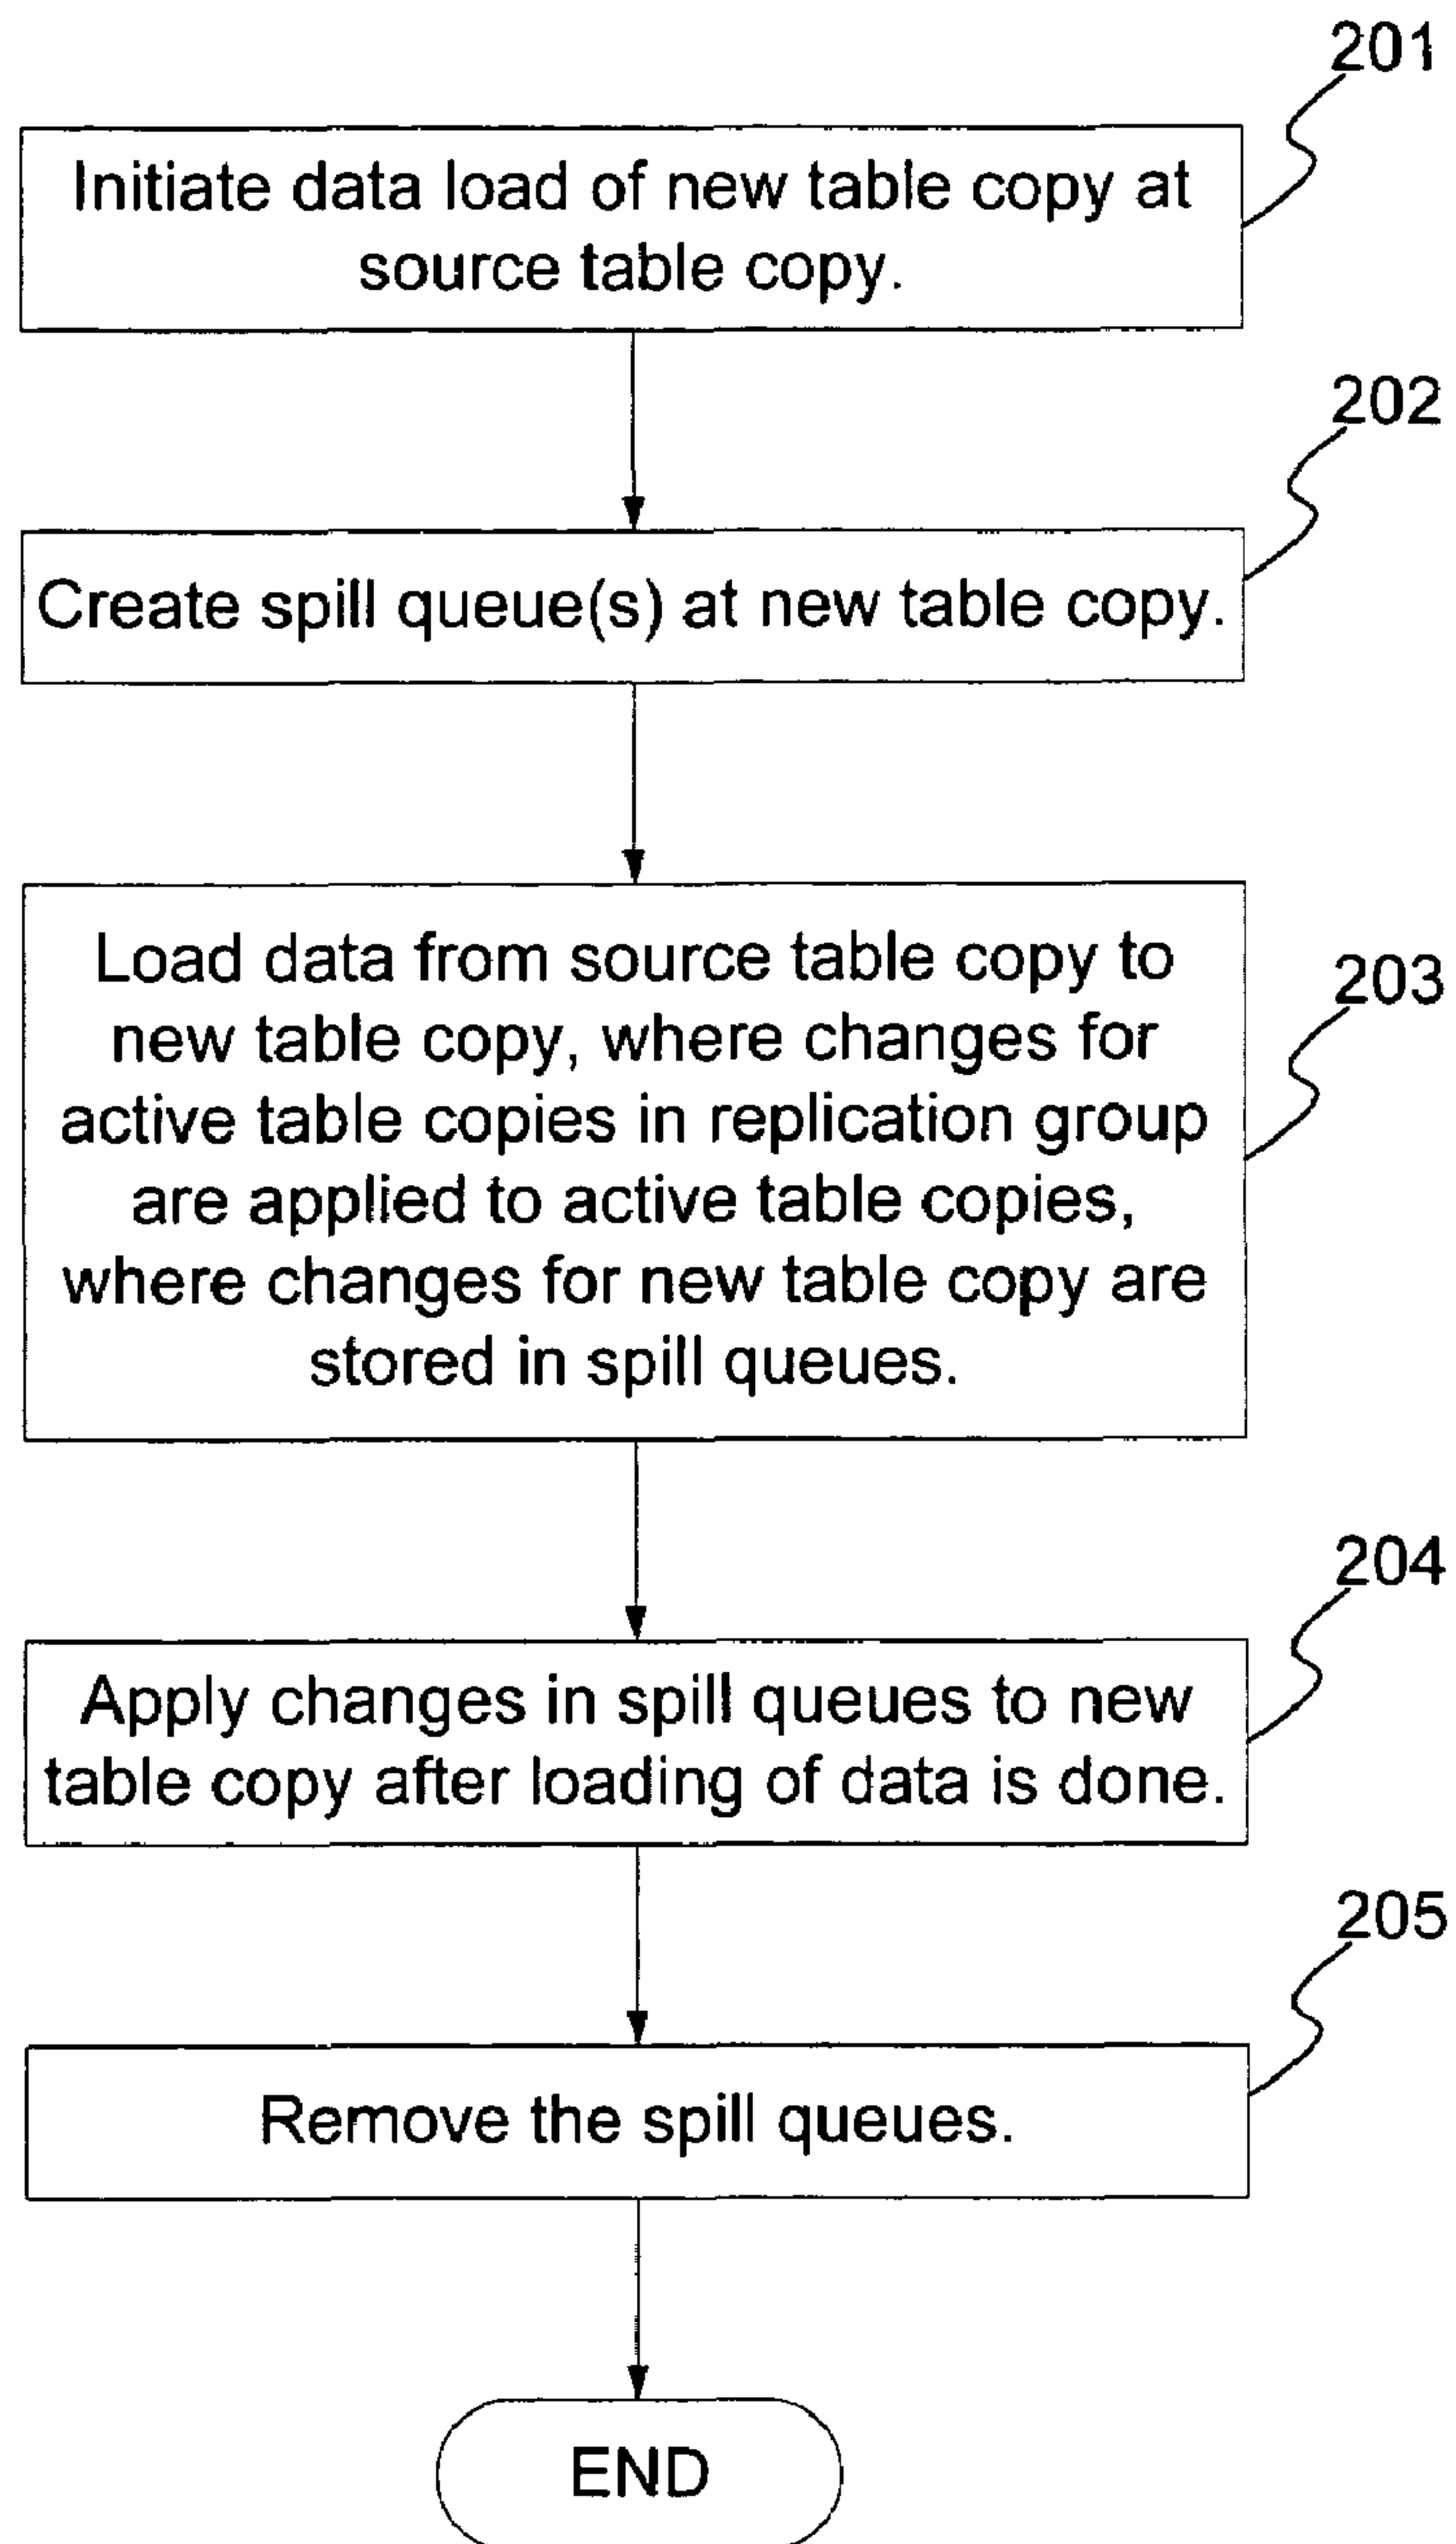 201
Initiate data load of new table copy at
source table copy.
202
Create spill queue(s) at new table copy.
203
Load data from source table copy to
new table copy, where changes for
active table copies in replication group
are applied to active table copies,
where changes for new table copy are
stored in spill queues.
204
Apply changes in spill queues to new
table copy after loading of data is done.
205
Remove the spill queues.
END